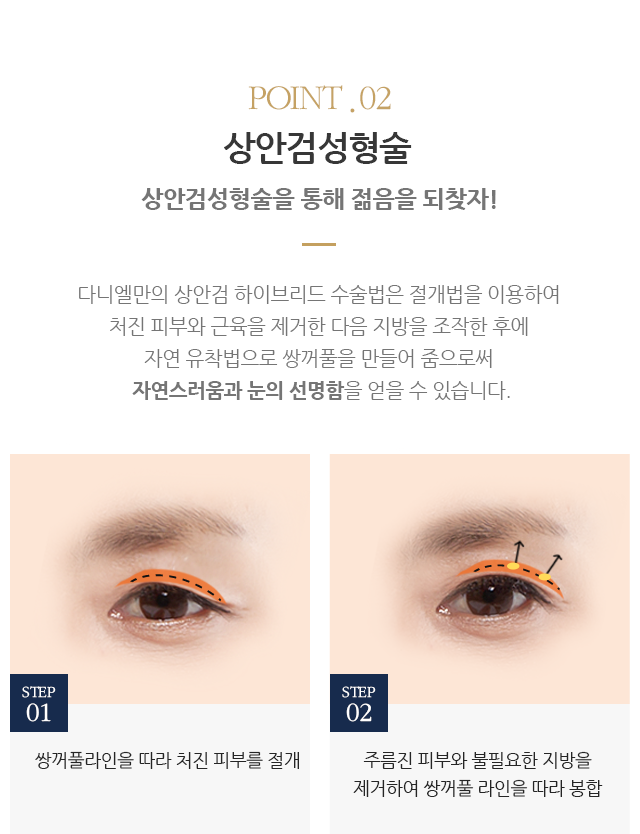 POINT.02
상안검성형술
상안검성형술을 통해 젊음을 되찾자!
다니엘만의 상안검 하이브리드 수술법은 절개법을 이용하여
처진 피부와 근육을 제거한 다음 지방을 조작한 후에
자연 유착법으로 쌍꺼풀을 만들어 줌으로써
자연스러움과 눈의 선명함을 얻을 수 있습니다.
STEP
01
쌍꺼풀라인을 따라 처진 피부를 절개
STEP
02
주름진 피부와 불필요한 지방을
제거하여 쌍꺼풀 라인을 따라 봉합